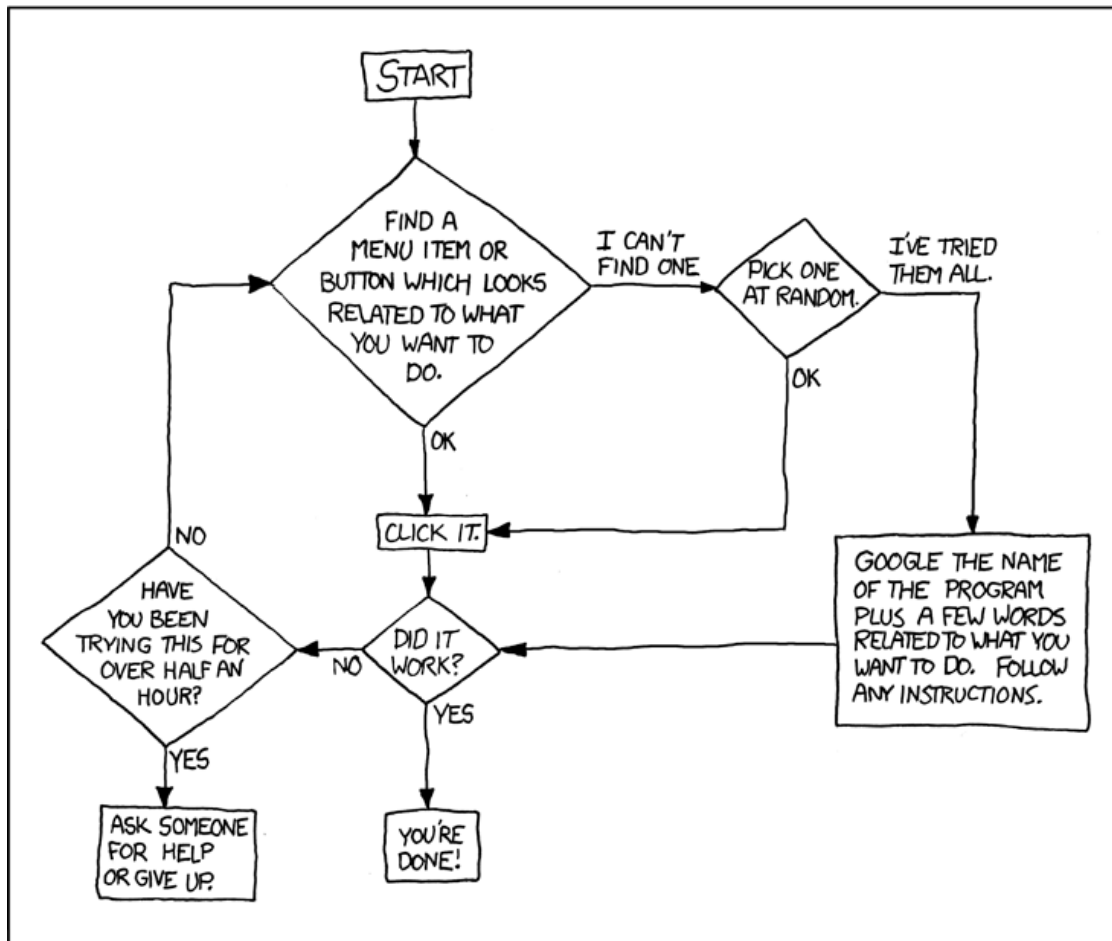 START
FIND A
MENU ITEM OR
BUTTON WHICH LOOKS
RELATED TO WHAT
YOU WANT TO
DO.
I CAN'T
FIND ONE
PICK ONE
AT RANDOM.
I'VE TRIED
THEM ALL.
OK
OK
CLICK IT.
NO
HAVE
YOU BEEN
TRYING THIS FOR
OVER HALF AN
HOUR?
DID IT
WORK?
NO
GOOGLE THE NAME
OF THE PROGRAM
PLUS A FEW WORDS
RELATED TO WHAT YOU
WANT TO DO. FOLLOW
ANY INSTRUCTIONS.
YES
YES
ASK SOMEONE
FOR HELP
OR GIVE UP.
YOU'RE
DONE!